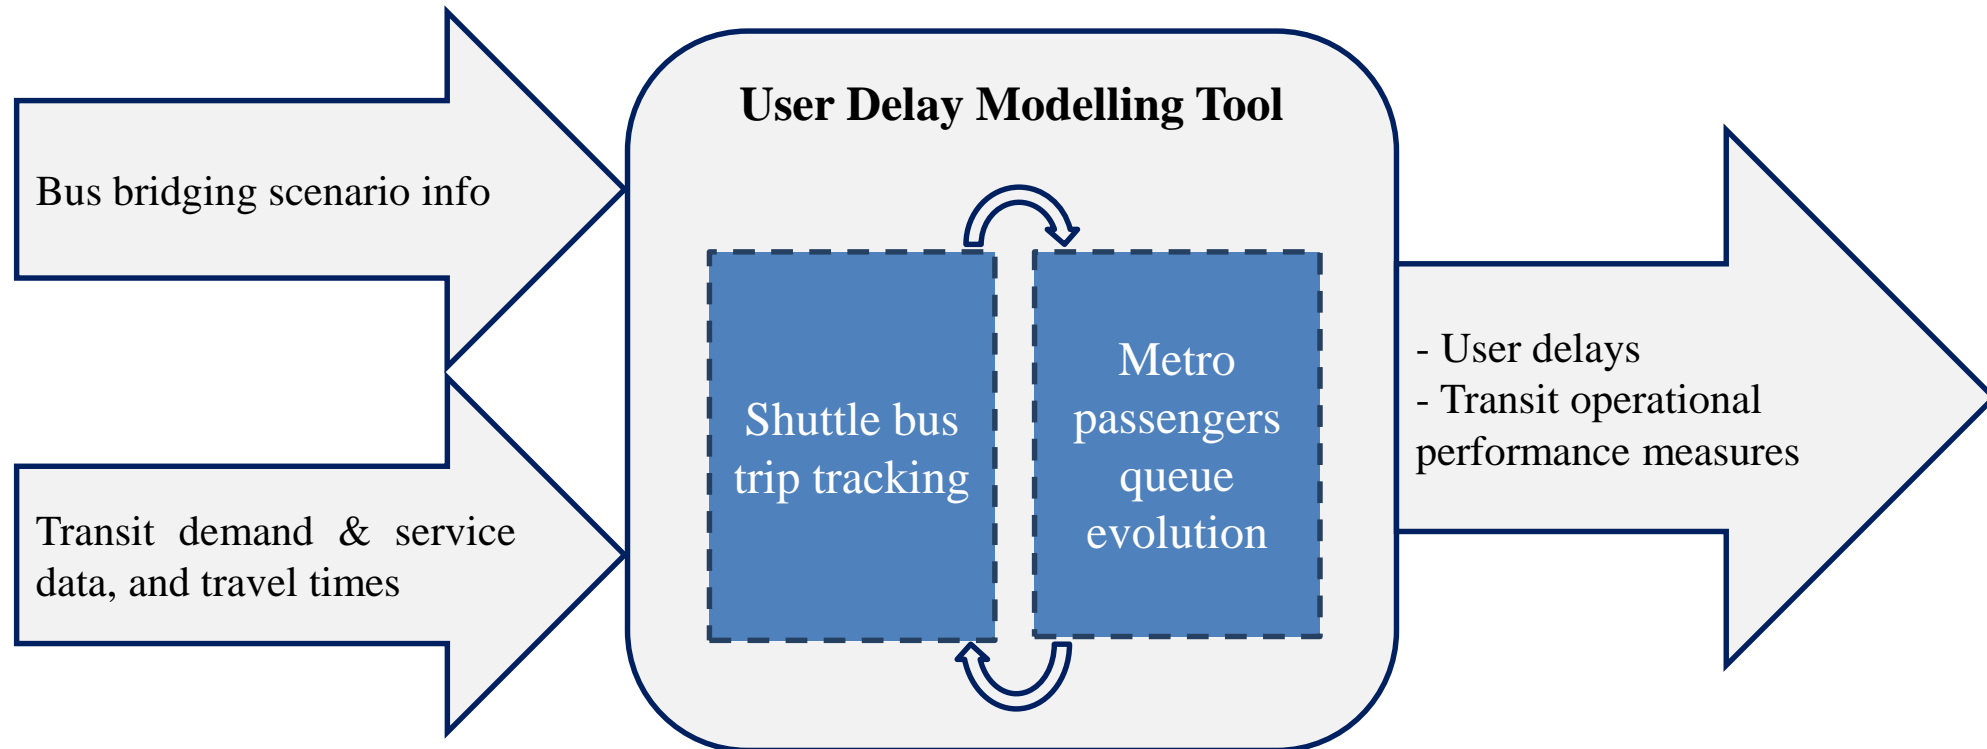 User Delay Modelling Tool
Bus bridging scenario info
Transit demand & service
data, and travel times
Shuttle bus
trip tracking
Metro
passengers
queue
evolution
- User delays
- Transit operational
performance measures